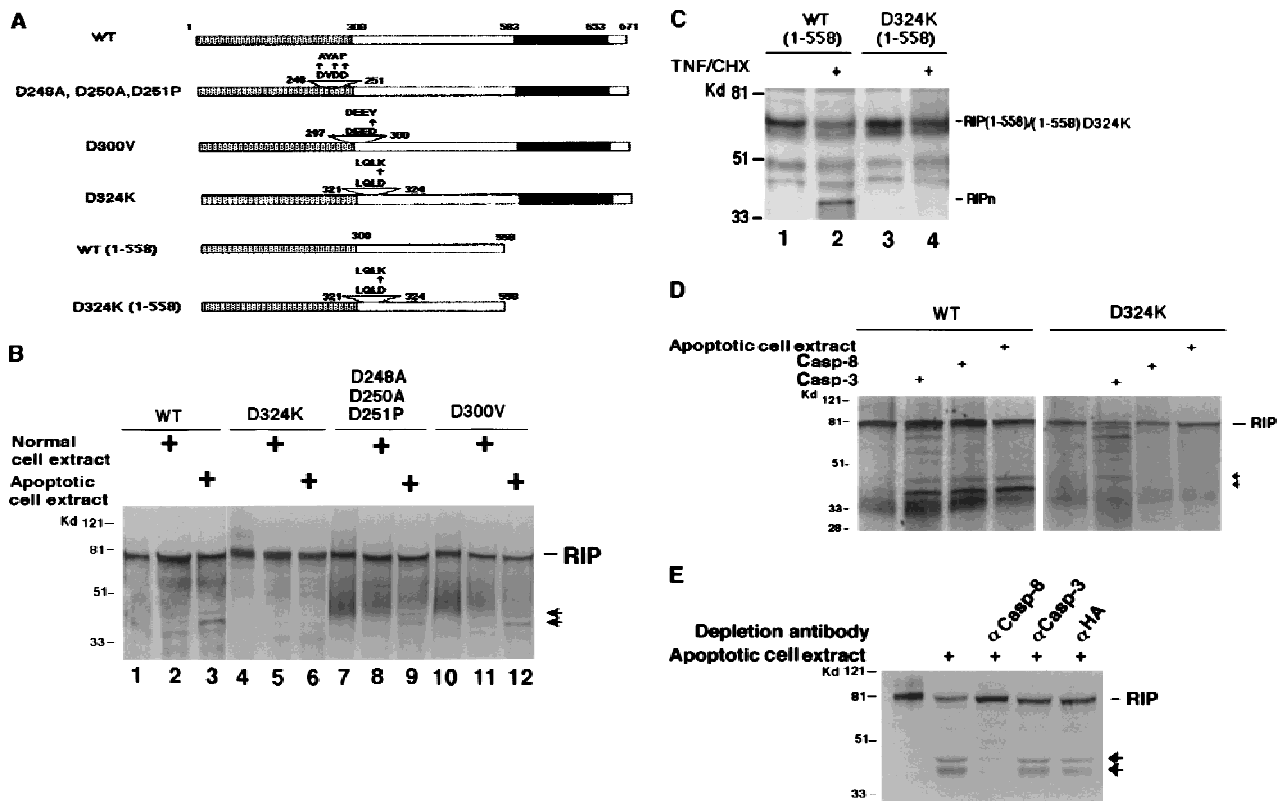 A
1 300 583 653 671
WT
AYAP
DVDD
248 251
D248A, D250A,D251P
DEEV
DEED
297 300
D300V
LQLK
LQLD
321 324
D324K
300 558
WT (1-558)
LQLK
LQLD
321 324 558
D324K (1-558)
B
D248A
D250A
WT D324K D251P D300V
Normal cell extract + + + +
Apoptotic cell extract + + + +
Kd 121–
81– – RIP
51–
33–
1 2 3 4 5 6 7 8 9 10 11 12
C
WT D324K
(1-558) (1-558)
TNF/CHX + +
Kd 81
-RIP(1-558)/(1-558)D324K
51
-RIPn
33
1 2 3 4
D
WT D324K
Apoptotic cell extract + +
Casp-8 + +
Casp-3 + +
Kd 121-
81- – RIP
51-
33-
28-
E
Depletion antibody αCasp-8 αCasp-3 αHA
Apoptotic cell extract + + + +
Kd 121–
81– – RIP
51–
33–